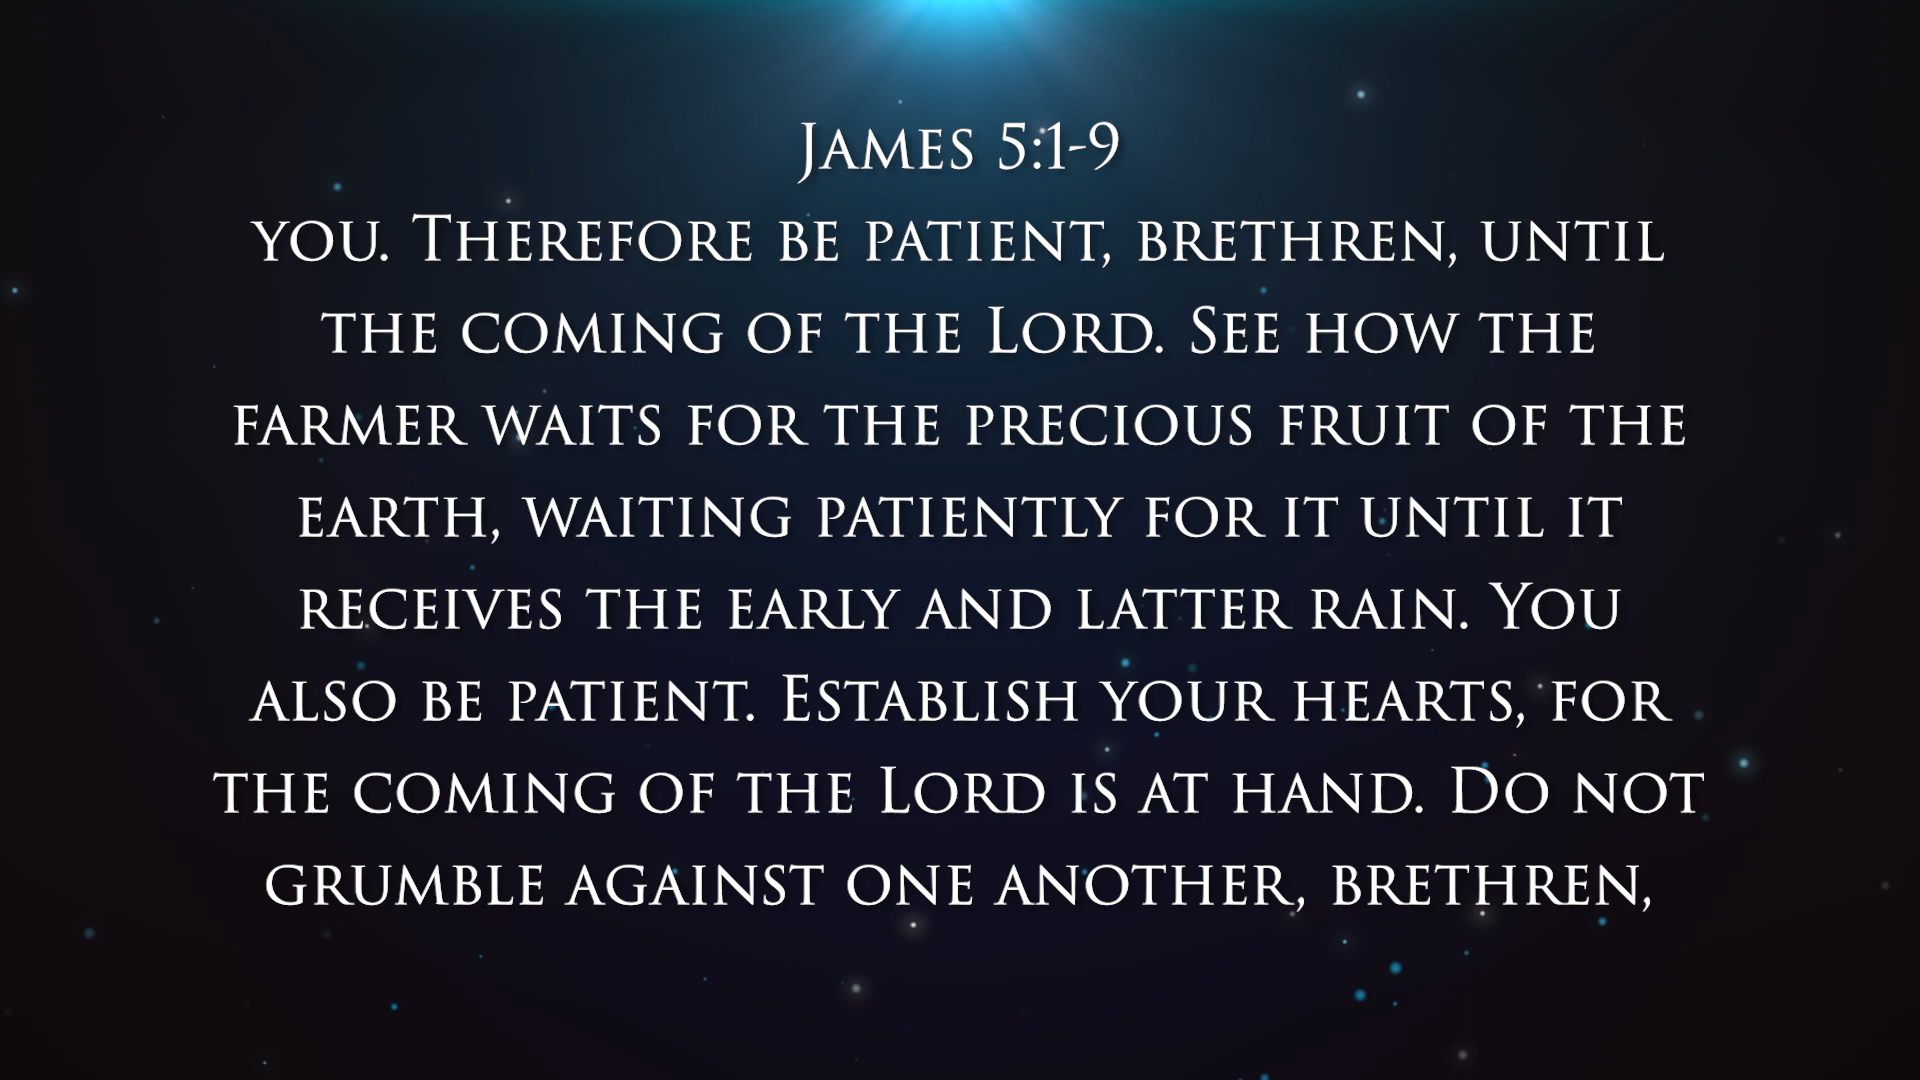 James 5:1-9
you. Therefore be patient, brethren, until
the coming of the Lord. See how the
farmer waits for the precious fruit of the
earth, waiting patiently for it until it
receives the early and latter rain. You
also be patient. Establish your hearts, for
the coming of the Lord is at hand. Do not
grumble against one another, brethren,